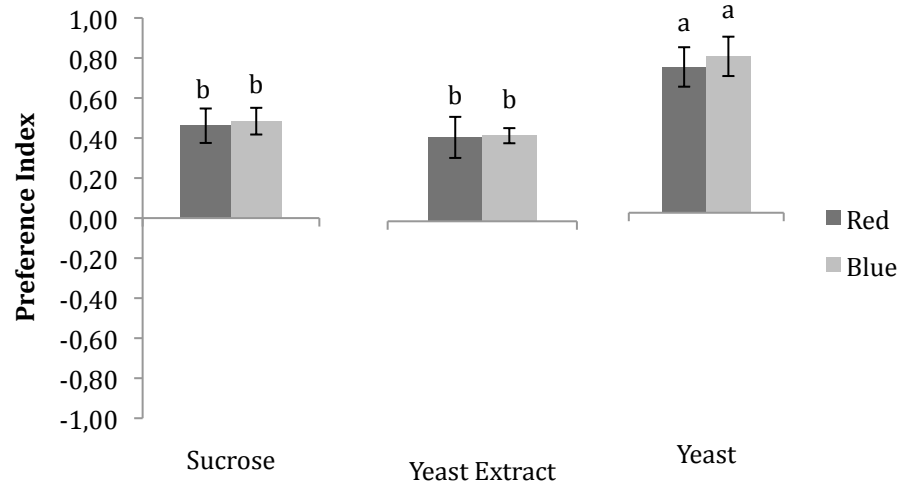 Preference Index
1,00
0,80
0,60
0,40
0,20
0,00
-0,20
-0,40
-0,60
-0,80
-1,00
b b
b b
a a
Sucrose
Yeast Extract
Yeast
Red
Blue